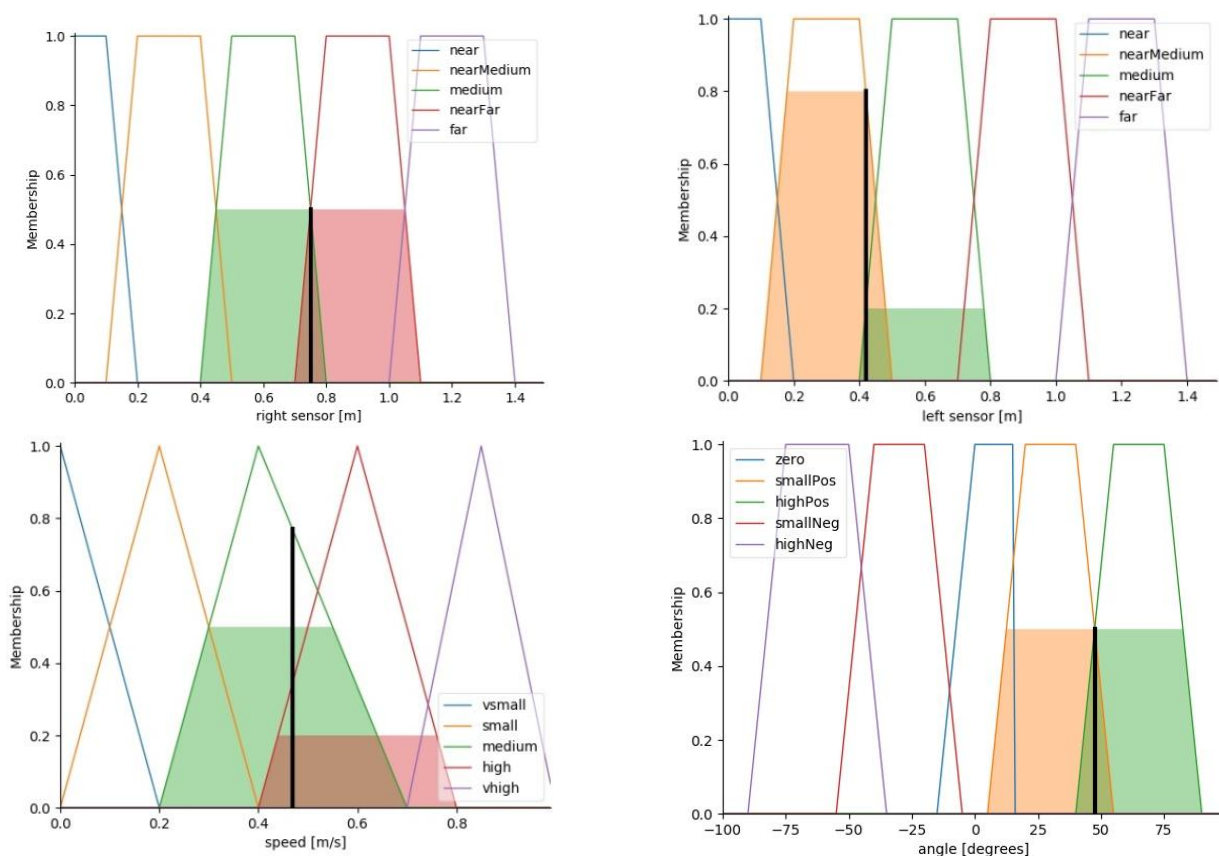 1.0
0.8
0.6
0.4
0.2
0.0
Membership
0.0 0.2 0.4 0.6 0.8 1.0 1.2 1.4
right sensor [m]
near
nearMedium
medium
nearFar
far
1.0
0.8
0.6
0.4
0.2
0.0
Membership
0.0 0.2 0.4 0.6 0.8 1.0 1.2 1.4
left sensor [m]
near
nearMedium
medium
nearFar
far
1.0
0.8
0.6
0.4
0.2
0.0
Membership
0.0 0.2 0.4 0.6 0.8
speed [m/s]
vsmall
small
medium
high
vhigh
1.0
0.8
0.6
0.4
0.2
0.0
Membership
−100 −75 −50 −25 0 25 50 75
angle [degrees]
zero
smallPos
highPos
smallNeg
highNeg